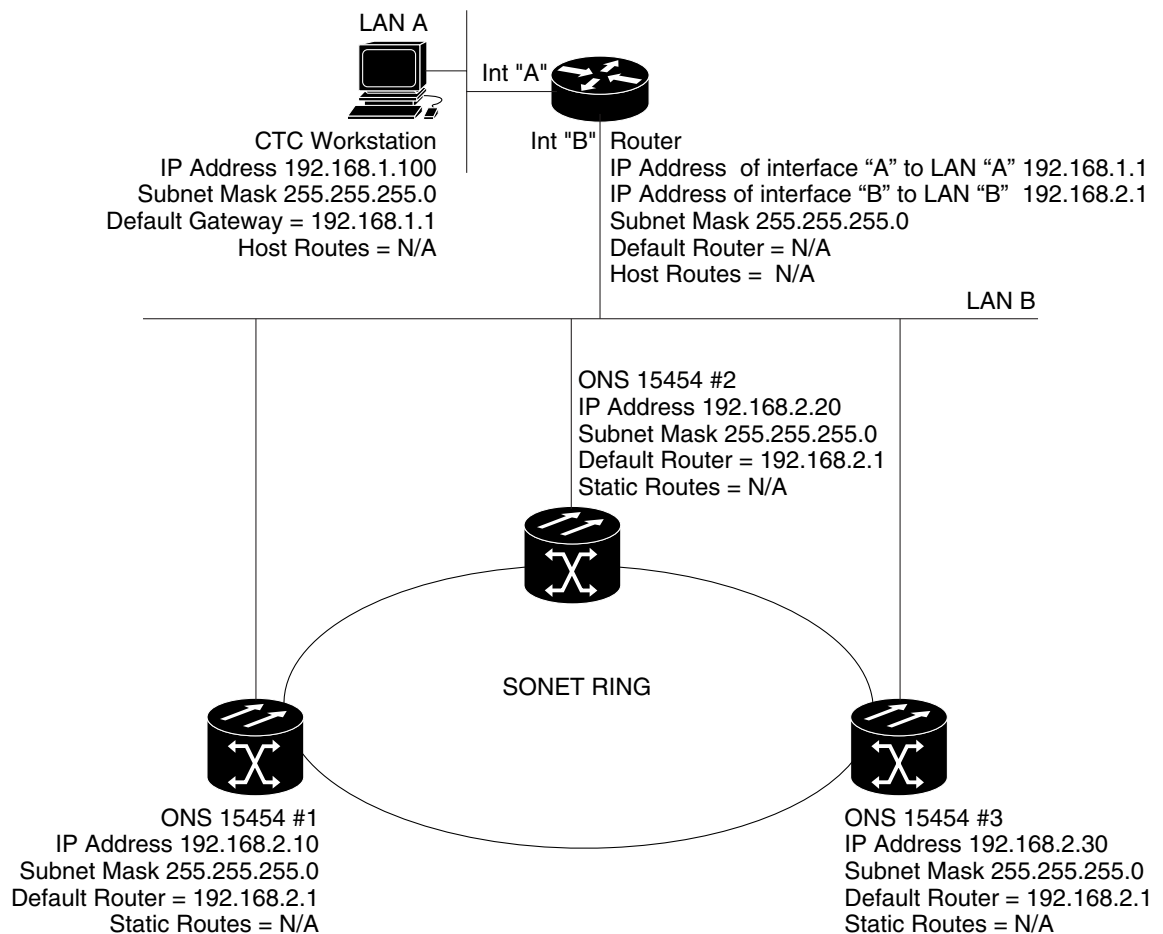 LAN A
Int "A"
CTC Workstation
IP Address 192.168.1.100
Subnet Mask 255.255.255.0
Default Gateway = 192.168.1.1
Host Routes = N/A
Int "B"
Router
IP Address  of interface “A” to LAN “A” 192.168.1.1
IP Address of interface “B” to LAN “B”  192.168.2.1
Subnet Mask 255.255.255.0
Default Router = N/A
Host Routes =  N/A
LAN B
ONS 15454 #2
IP Address 192.168.2.20
Subnet Mask 255.255.255.0
Default Router = 192.168.2.1
Static Routes = N/A
SONET RING
ONS 15454 #1
IP Address 192.168.2.10
Subnet Mask 255.255.255.0
Default Router = 192.168.2.1
Static Routes = N/A
ONS 15454 #3
IP Address 192.168.2.30
Subnet Mask 255.255.255.0
Default Router = 192.168.2.1
Static Routes = N/A